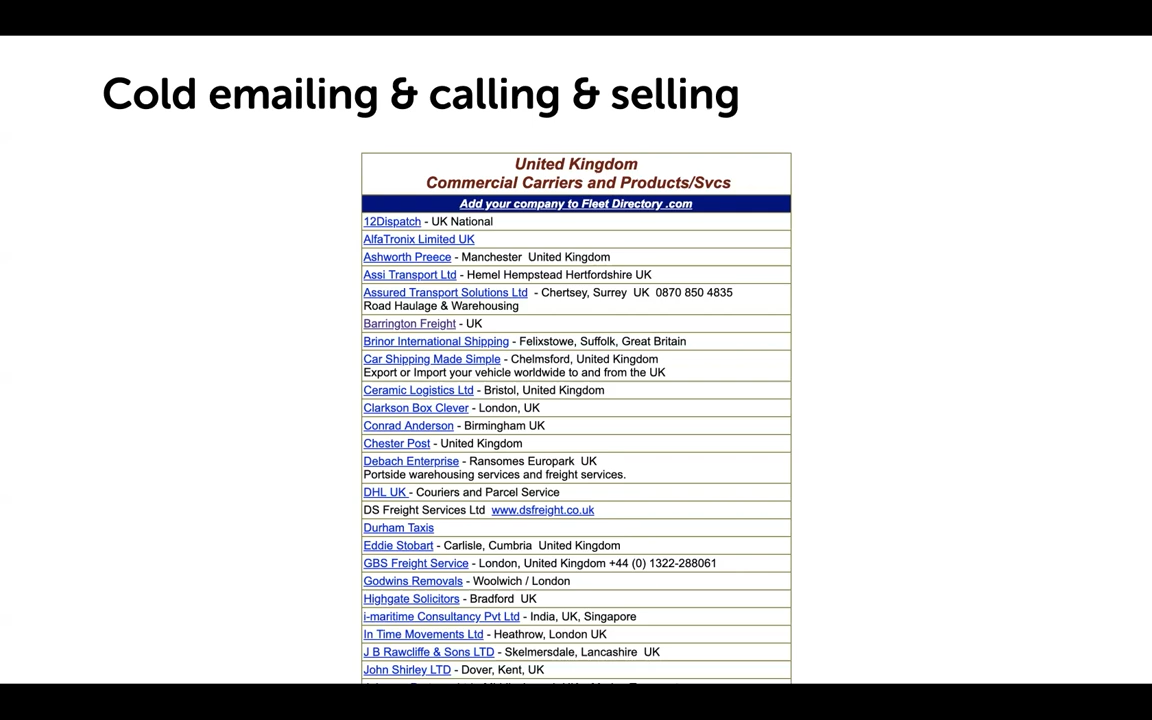 Cold emailing & calling & selling
United Kingdom
Commercial Carriers and Products/Svcs
Add your company to Fleet Directory .com
12Dispatch - UK National
AlfaTronix Limited UK
Ashworth Preece - Manchester United Kingdom
Assi Transport Ltd - Hemel Hempstead Hertfordshire UK
Assured Transport Solutions Ltd - Chertsey, Surrey UK 0870 850 4835
Road Haulage & Warehousing
Barrington Freight - UK
Brinor International Shipping - Felixstowe, Suffolk, Great Britain
Car Shipping Made Simple - Chelmsford, United Kingdom
Export or Import your vehicle worldwide to and from the UK
Ceramic Logistics Ltd - Bristol, United Kingdom
Clarkson Box Clever - London, UK
Conrad Anderson - Birmingham UK
Chester Post - United Kingdom
Debach Enterprise - Ransomes Europark UK
Portside warehousing services and freight services.
DHL UK - Couriers and Parcel Service
DS Freight Services Ltd www.dsfreight.co.uk
Durham Taxis
Eddie Stobart - Carlisle, Cumbria United Kingdom
GBS Freight Service - London, United Kingdom +44 (0) 1322-288061
Godwins Removals - Woolwich / London
Highgate Solicitors - Bradford UK
i-maritime Consultancy Pvt Ltd - India, UK, Singapore
In Time Movements Ltd - Heathrow, London UK
J B Rawcliffe & Sons LTD - Skelmersdale, Lancashire UK
John Shirley LTD - Dover, Kent, UK